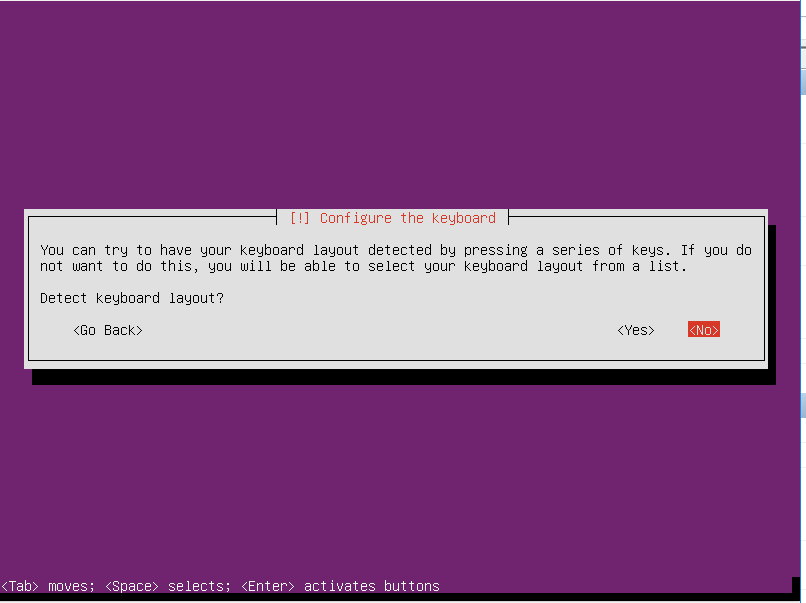 [!] Configure the keyboard
You can try to have your keyboard layout detected by pressing a series of keys. If you do
not want to do this, you will be able to select your keyboard layout from a list.
Detect keyboard layout?
<Go Back> <Yes> <No>
<Tab> moves; <Space> selects; <Enter> activates buttons